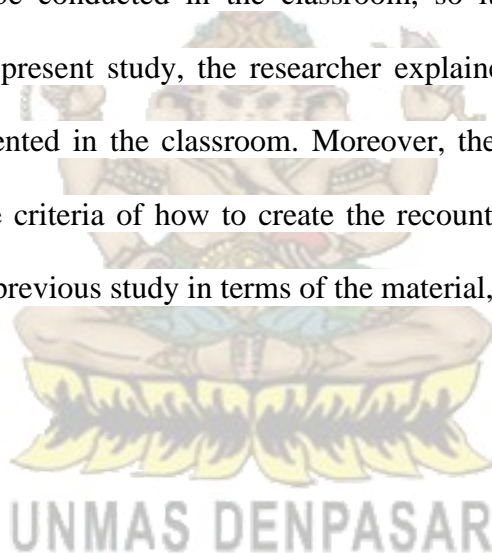 be conducted in the classroom, so
present study, the researcher explaine
ented in the classroom. Moreover, the
criteria of how to create the recount
previous study in terms of the material,
UNMAS DENPASAR